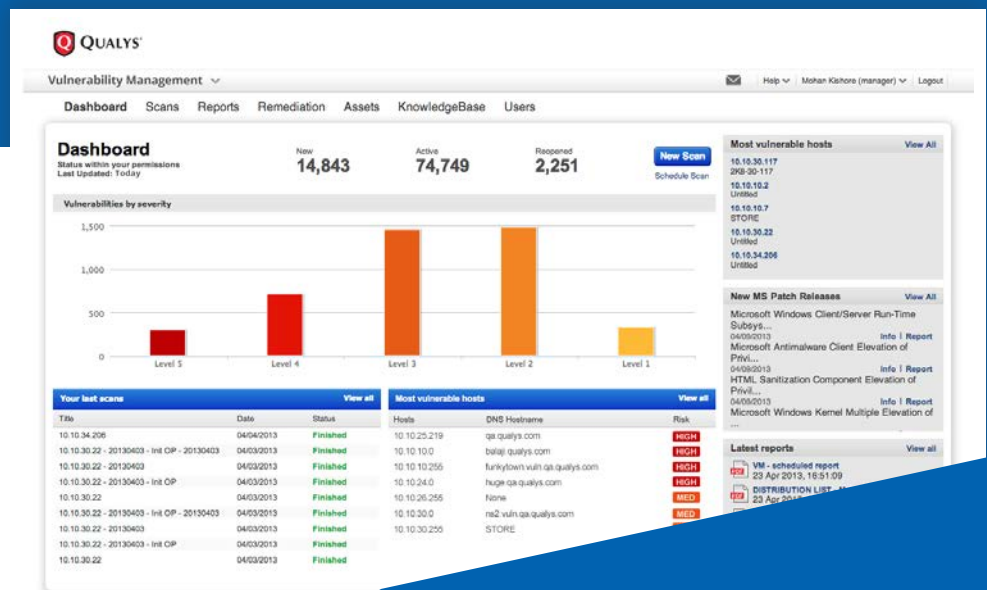 QUALYS
Vulnerability Management
Help
Mohan Kishore (manager)
Logout
Dashboard Scans Reports Remediation Assets KnowledgeBase Users
Dashboard
Status within your permissions
Last Updated: Today
New
14,843
Active
74,749
Reopened
2,251
New Scan
Schedule Scan
Vulnerabilities by severity
1,500
1,000
500
0
Level 5 Level 4 Level 3 Level 2 Level 1
Your last scans View all
Title Date Status
10.10.34.206 04/04/2013 Finished
10.10.30.22 - 20130403 - Init OP - 20130403 04/03/2013 Finished
10.10.30.22 - 20130403 04/03/2013 Finished
10.10.30.22 - 20130403 - Init OP 04/03/2013 Finished
10.10.30.22 04/03/2013 Finished
10.10.30.22 - 20130403 - Init OP - 20130403 04/03/2013 Finished
10.10.30.22 - 20130403 04/03/2013 Finished
10.10.30.22 - 20130403 - Init OP 04/03/2013 Finished
10.10.30.22 04/03/2013 Finished
Most vulnerable hosts View all
Hosts DNS Hostname Risk
10.10.25.219 qa.qualys.com HIGH
10.10.10.0 balaji.qualys.com HIGH
10.10.10.255 funkytown.vuln.qa.qualys.com HIGH
10.10.24.0 huge.qa.qualys.com HIGH
10.10.26.255 None MED
10.10.30.0 ns2.vuln.qa.qualys.com MED
10.10.30.255 STORE
Most vulnerable hosts View All
10.10.30.117
2K8-30-117
10.10.10.2
Untitled
10.10.10.7
STORE
10.10.30.22
Untitled
10.10.34.206
Untitled
New MS Patch Releases View All
Microsoft Windows Client/Server Run-Time
Subsys...
04/09/2013 Info | Report
Microsoft Antimalware Client Elevation of
Privi...
04/09/2013 Info | Report
HTML Sanitization Component Elevation of
Privil...
04/09/2013 Info | Report
Microsoft Windows Kernel Multiple Elevation of
...
Latest reports View all
VM - scheduled report
23 Apr 2013, 16:51:09
DISTRIBUTION LIST
23 Apr